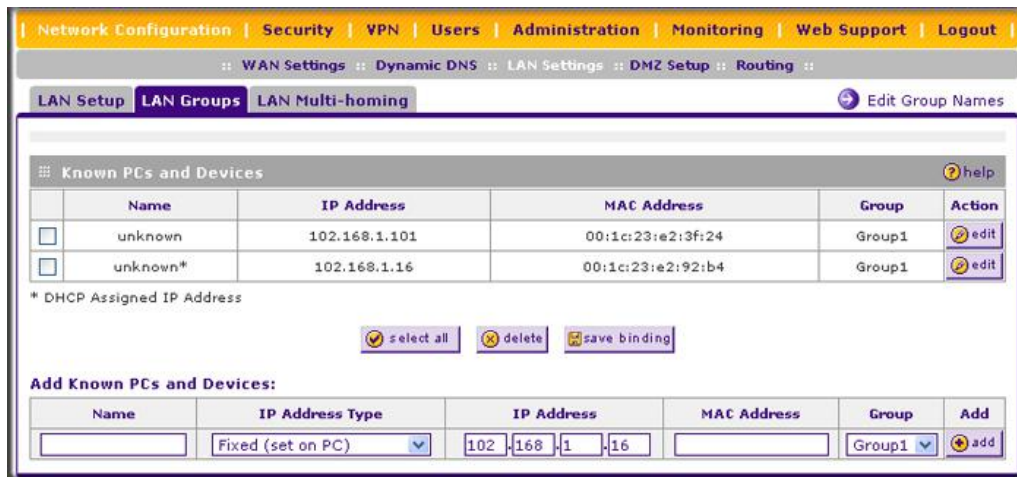 Network Configuration | Security | VPN | Users | Administration | Monitoring | Web Support | Logout
:: WAN Settings :: Dynamic DNS :: LAN Settings :: DMZ Setup :: Routing ::
LAN Setup LAN Groups LAN Multi-homing Edit Group Names
Known PCs and Devices help
Name IP Address MAC Address Group Action
unknown 102.168.1.101 00:1c:23:e2:3f:24 Group1 edit
unknown* 102.168.1.16 00:1c:23:e2:92:b4 Group1 edit
* DHCP Assigned IP Address
select all delete save binding
Add Known PCs and Devices:
Name IP Address Type IP Address MAC Address Group Add
Fixed (set on PC) 102 .168 .1 .16 Group1 add